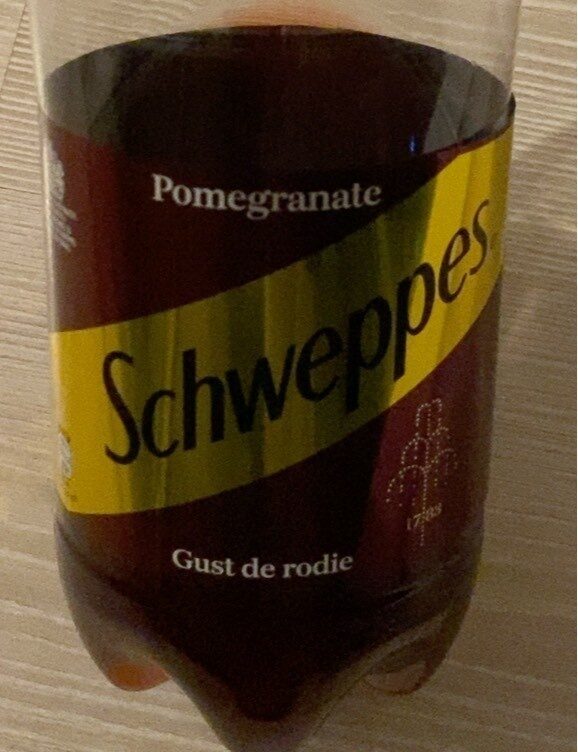 Pomegranate
Schweppes
1783
Gust de rodie